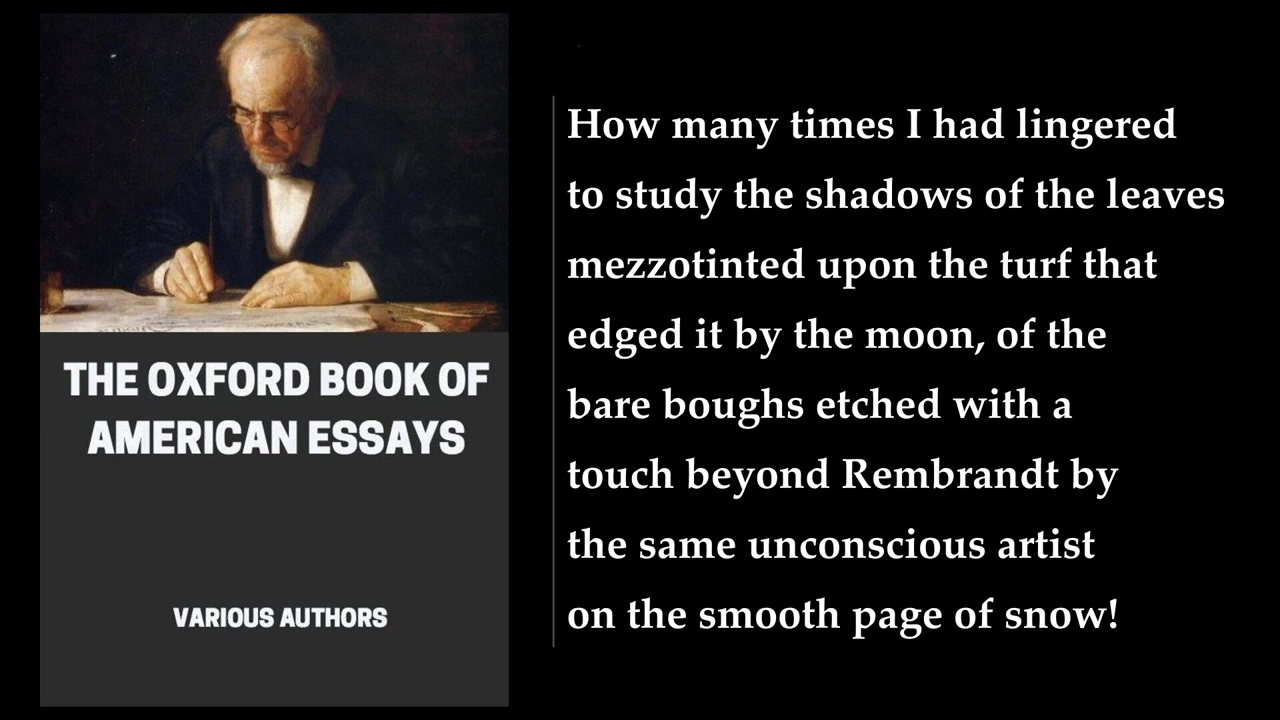 THE OXFORD BOOK OF
AMERICAN ESSAYS
VARIOUS AUTHORS
How many times I had lingered
to study the shadows of the leaves
mezzotinted upon the turf that
edged it by the moon, of the
bare boughs etched with a
touch beyond Rembrandt by
the same unconscious artist
on the smooth page of snow!